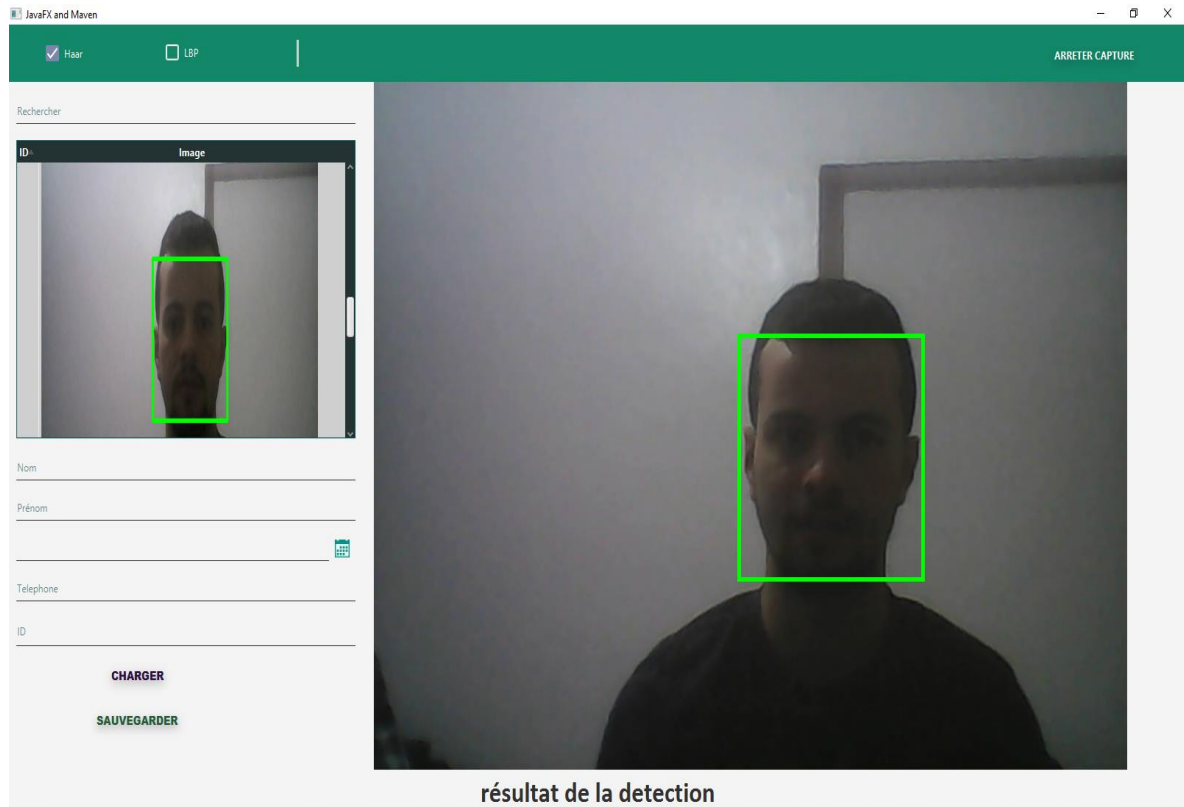 JavaFX and Maven
Haar
LBP
ARRETER CAPTURE
Rechercher
ID
Image
Nom
Prénom
Telephone
ID
CHARGER
SAUVEGARDER
résultat de la detection